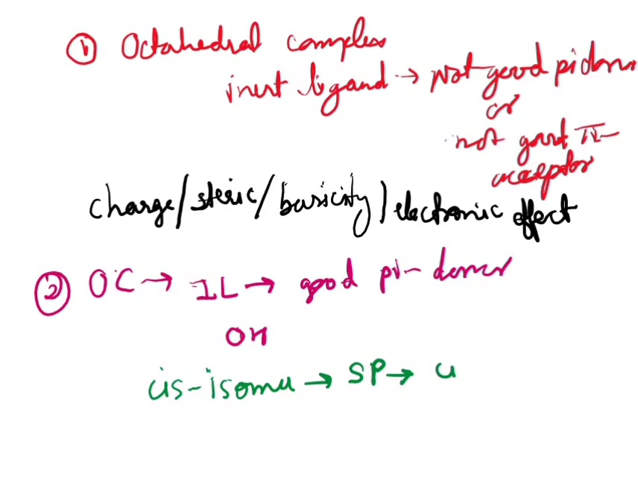 ① Octahedral complex
inert ligand → not good pi donor
or
not good π-
acceptor
charge/steric/basicity/electronic effect
② OC → IL → good pi-donor
OH
cis-isomer → SP → c